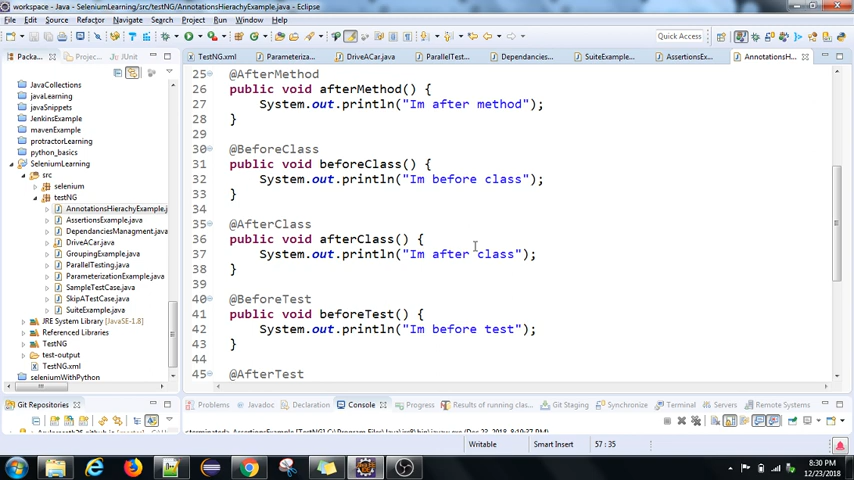 workspace - Java - SeleniumLearning/src/testNG/AnnotationsHierachyExample.java - Eclipse
File Edit Source Refactor Navigate Search Project Run Window Help
Quick Access
Packa... Projec... JUnit
TestNG.xml Parameteriza... DriveACar.java ParallelTest... Dependancies... SuiteExample... AssertionsEx... AnnotationsH...
JavaCollections
javaLearning
javaSnippets
JenkinsExample
mavenExample
protractorLearning
python_basics
SeleniumLearning
src
selenium
testNG
AnnotationsHierachyExample.j
AssertionsExample.java
DependanciesManagment.java
DriveACar.java
GroupingExample.java
ParallelTesting.java
ParameterizationExample.java
SampleTestCase.java
SkipATestCase.java
SuiteExample.java
JRE System Library [JavaSE-1.8]
Referenced Libraries
TestNG
test-output
TestNG.xml
seleniumWithPython
25 @AfterMethod
26 public void afterMethod() {
27 System.out.println("Im after method");
28 }
29
30 @BeforeClass
31 public void beforeClass() {
32 System.out.println("Im before class");
33 }
34
35 @AfterClass
36 public void afterClass() {
37 System.out.println("Im after class");
38 }
39
40 @BeforeTest
41 public void beforeTest() {
42 System.out.println("Im before test");
43 }
44
45 @AfterTest
Git Repositories
Problems Javadoc Declaration Console Progress Results of running clas... Git Staging Synchronize Terminal Servers Remote Systems
Writable Smart Insert 57 : 35
8:30 PM
12/23/2018